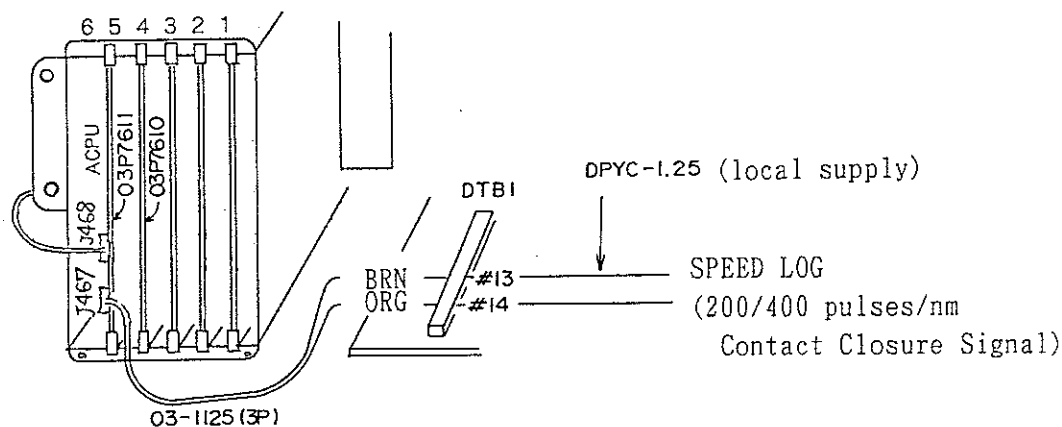 6 5 4 3 2 1
ACPU
03P7611
03P7610
J468
J467
03-1125(3P)
BRN
ORG
DTB1
#13
#14
DPYC-1.25 (local supply)
SPEED LOG
(200/400 pulses/nm
Contact Closure Signal)